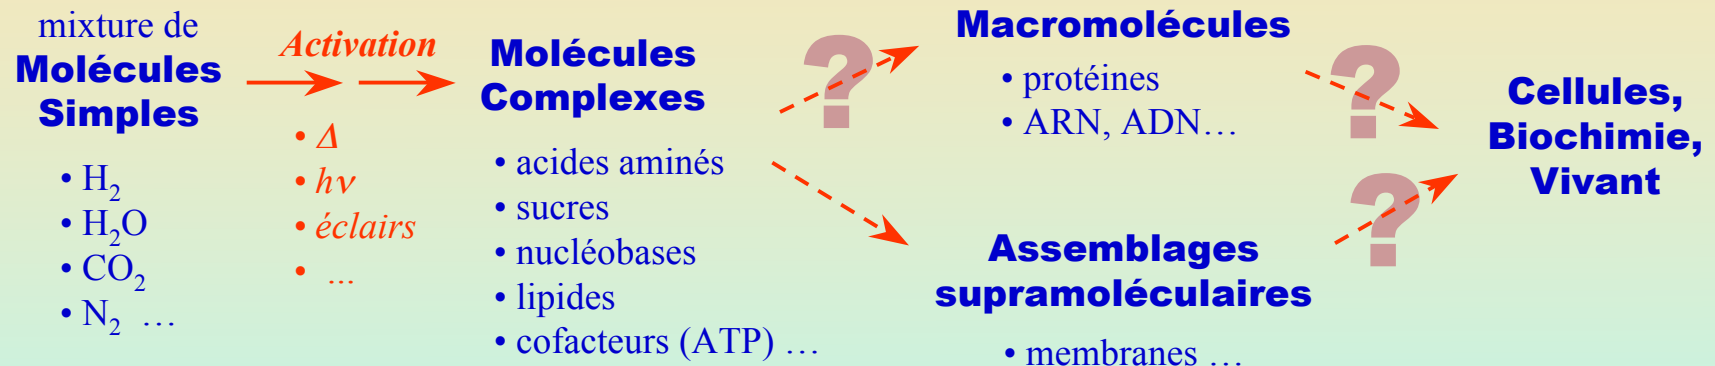 mixture de
Molécules
Simples
• H₂
• H₂O
• CO₂
• N₂ …
Activation
• Δ
• hν
• éclairs
• ...
Molécules
Complexes
• acides aminés
• sucres
• nucléobases
• lipides
• cofacteurs (ATP) …
?
Macromolécules
• protéines
• ARN, ADN…
Assemblages
supramoléculaires
• membranes …
?
?
Cellules,
Biochimie,
Vivant